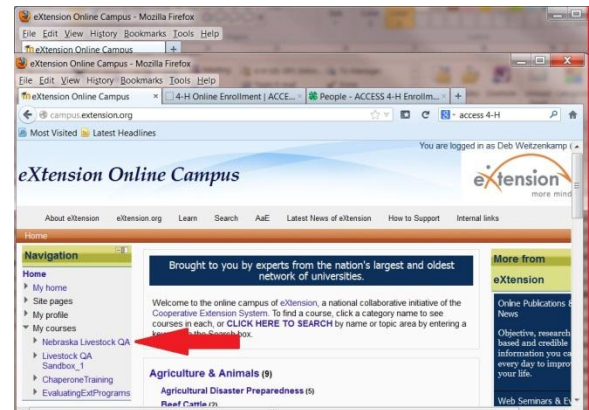 eXtension Online Campus - Mozilla Firefox
File Edit View History Bookmarks Tools Help
eXtension Online Campus +
eXtension Online Campus - Mozilla Firefox
File Edit View History Bookmarks Tools Help
eXtension Online Campus × 4-H Online Enrollment | ACCE... × People - ACCESS 4-H Enrollm... × +
campus.extension.org access 4-H
Most Visited Latest Headlines
You are logged in as Deb Weitzenkamp (
eXtension Online Campus
eXtension
more mind
About eXtension eXtension.org Learn Search AaE Latest News of eXtension How to Support Internal links
Home
Navigation
Home
My home
Site pages
My profile
My courses
Nebraska Livestock QA
Livestock QA
Sandbox_1
ChaperoneTraining
EvaluatingExtPrograms
Brought to you by experts from the nation's largest and oldest
network of universities.
Welcome to the online campus of eXtension, a national collaborative initiative of the
Cooperative Extension System. To find a course, click a category name to see
courses in each, or CLICK HERE TO SEARCH by name or topic area by entering a
the Search box.
Agriculture & Animals (9)
Agricultural Disaster Preparedness (5)
Beef Cattle (2)
More from
eXtension
Online Publications &
News
Objective, research
based and credible
information you ca
every day to improv
your life.
Web Seminars & Ev